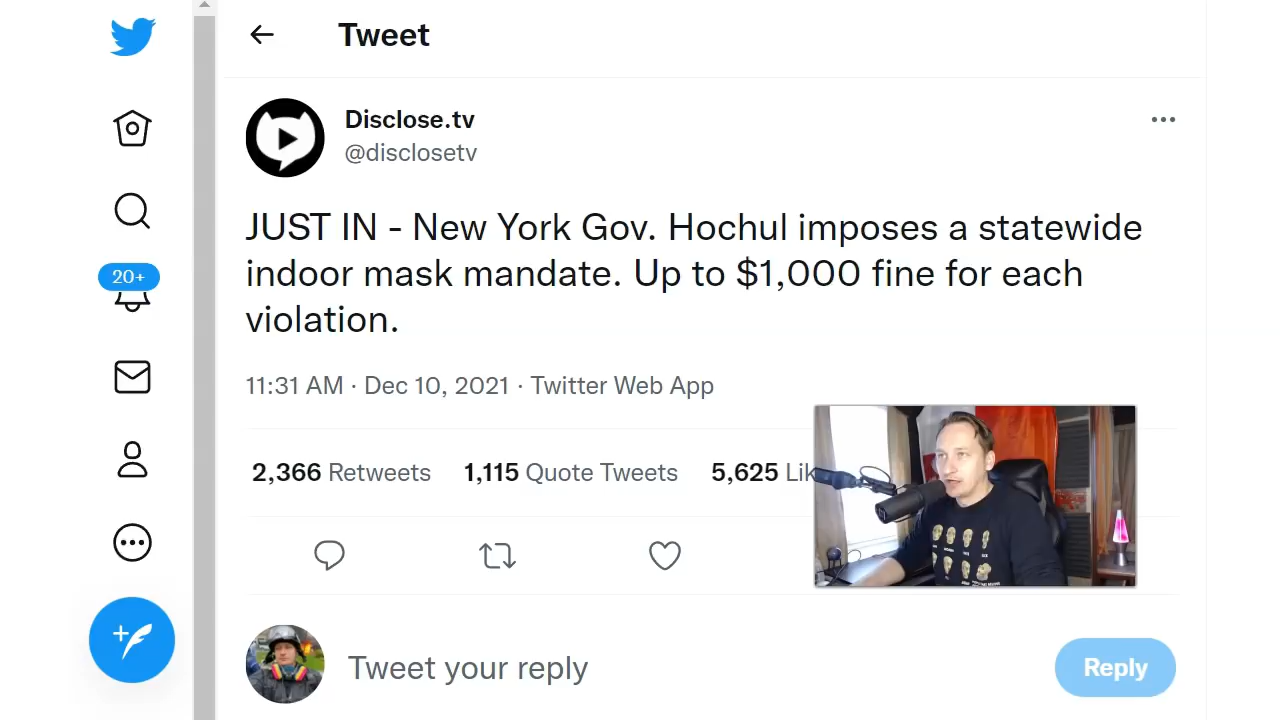 Tweet
Disclose.tv
@disclosetv
JUST IN - New York Gov. Hochul imposes a statewide
indoor mask mandate. Up to $1,000 fine for each
violation.
20+
11:31 AM · Dec 10, 2021 · Twitter Web App
2,366 Retweets 1,115 Quote Tweets 5,625 Lik
Tweet your reply
Reply